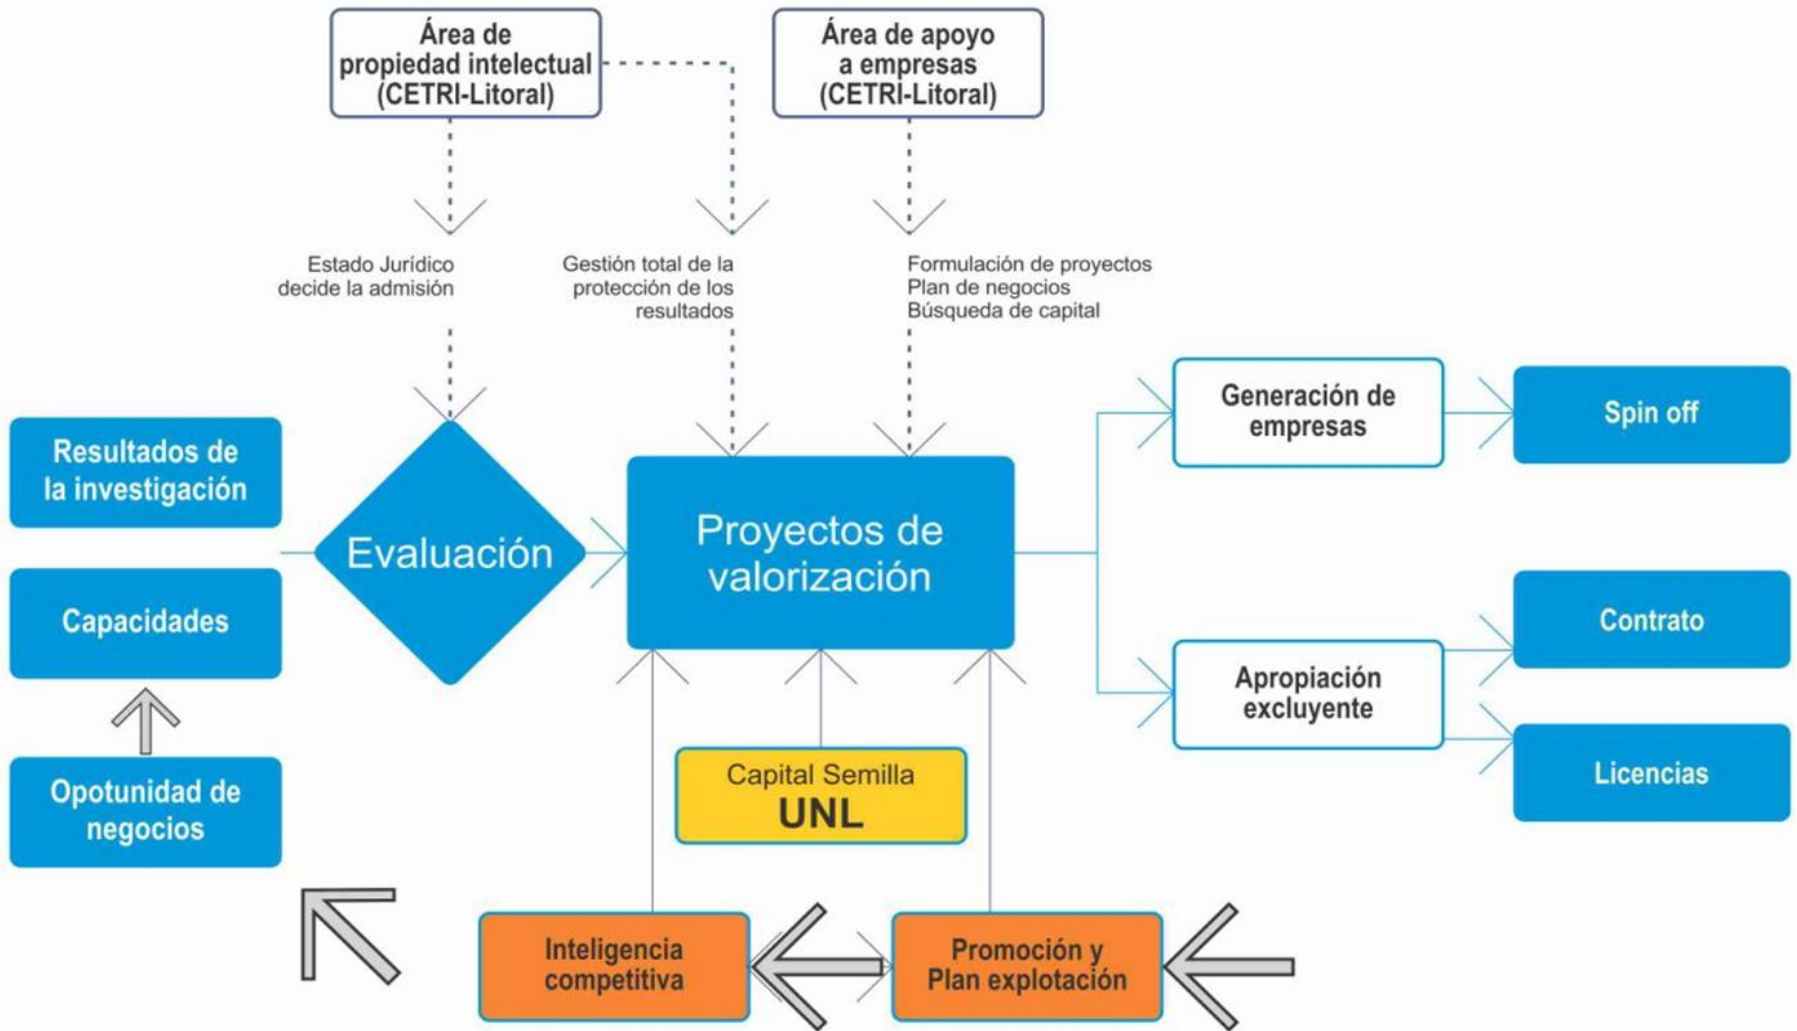 Área de
propiedad intelectual
(CETRI-Litoral)
Área de apoyo
a empresas
(CETRI-Litoral)
Estado Jurídico
decide la admisión
Gestión total de la
protección de los
resultados
Formulación de proyectos
Plan de negocios
Búsqueda de capital
Resultados de
la investigación
Capacidades
Opotunidad de
negocios
Evaluación
Proyectos de
valorización
Generación de
empresas
Spin off
Apropiación
excluyente
Contrato
Licencias
Capital Semilla
UNL
Inteligencia
competitiva
Promoción y
Plan explotación